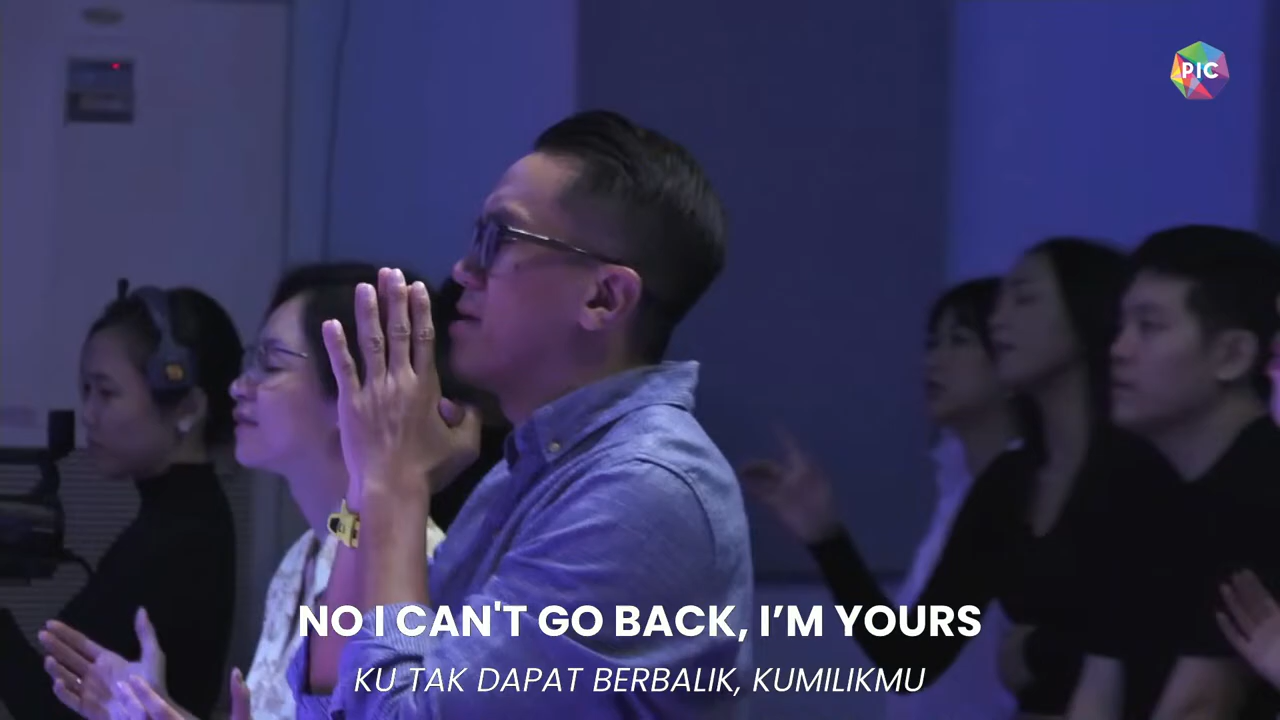 PIC
NO I CAN'T GO BACK, I’M YOURS
KU TAK DAPAT BERBALIK, KUMILIKMU